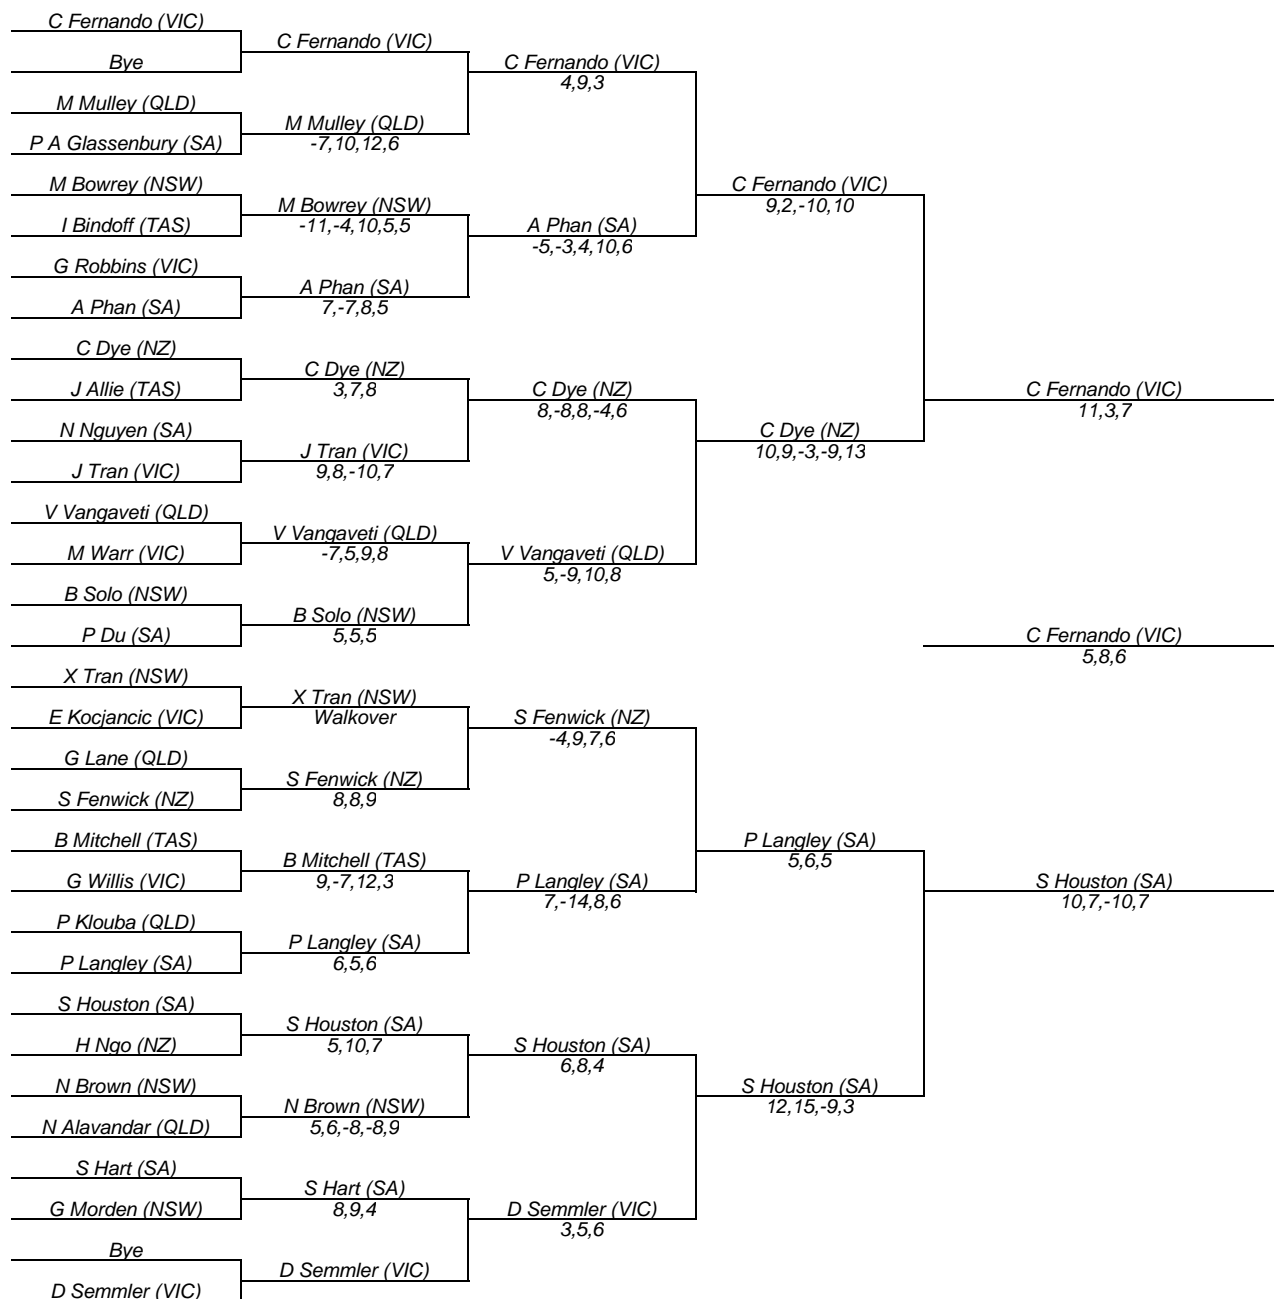 C Fernando (VIC)
Bye
M Mulley (QLD)
P A Glassenbury (SA)
M Bowrey (NSW)
I Bindoff (TAS)
G Robbins (VIC)
A Phan (SA)
C Dye (NZ)
J Allie (TAS)
N Nguyen (SA)
J Tran (VIC)
V Vangaveti (QLD)
M Warr (VIC)
B Solo (NSW)
P Du (SA)
X Tran (NSW)
E Kocjancic (VIC)
G Lane (QLD)
S Fenwick (NZ)
B Mitchell (TAS)
G Willis (VIC)
P Klouba (QLD)
P Langley (SA)
S Houston (SA)
H Ngo (NZ)
N Brown (NSW)
N Alavandar (QLD)
S Hart (SA)
G Morden (NSW)
Bye
D Semmler (VIC)
C Fernando (VIC)
M Mulley (QLD)
-7,10,12,6
M Bowrey (NSW)
-11,-4,10,5,5
A Phan (SA)
7,-7,8,5
C Dye (NZ)
3,7,8
J Tran (VIC)
9,8,-10,7
V Vangaveti (QLD)
-7,5,9,8
B Solo (NSW)
5,5,5
X Tran (NSW)
Walkover
S Fenwick (NZ)
8,8,9
B Mitchell (TAS)
9,-7,12,3
P Langley (SA)
6,5,6
S Houston (SA)
5,10,7
N Brown (NSW)
5,6,-8,-8,9
S Hart (SA)
8,9,4
D Semmler (VIC)
C Fernando (VIC)
4,9,3
A Phan (SA)
-5,-3,4,10,6
C Dye (NZ)
8,-8,8,-4,6
V Vangaveti (QLD)
5,-9,10,8
S Fenwick (NZ)
-4,9,7,6
P Langley (SA)
7,-14,8,6
S Houston (SA)
6,8,4
D Semmler (VIC)
3,5,6
C Fernando (VIC)
9,2,-10,10
C Dye (NZ)
10,9,-3,-9,13
P Langley (SA)
5,6,5
S Houston (SA)
12,15,-9,3
C Fernando (VIC)
11,3,7
C Fernando (VIC)
5,8,6
S Houston (SA)
10,7,-10,7